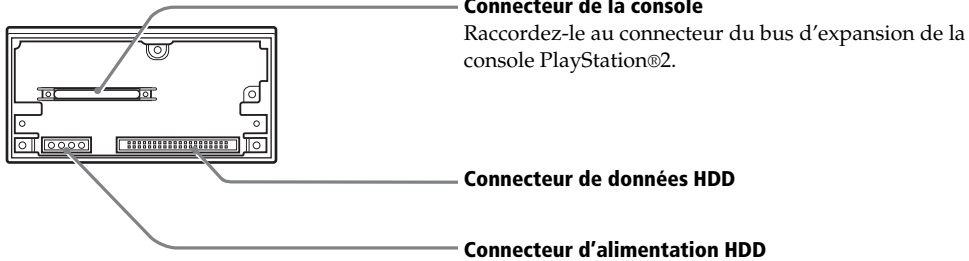 Connecteur de la console
Raccordez-le au connecteur du bus d’expansion de la
console PlayStation®2.
Connecteur de données HDD
Connecteur d’alimentation HDD